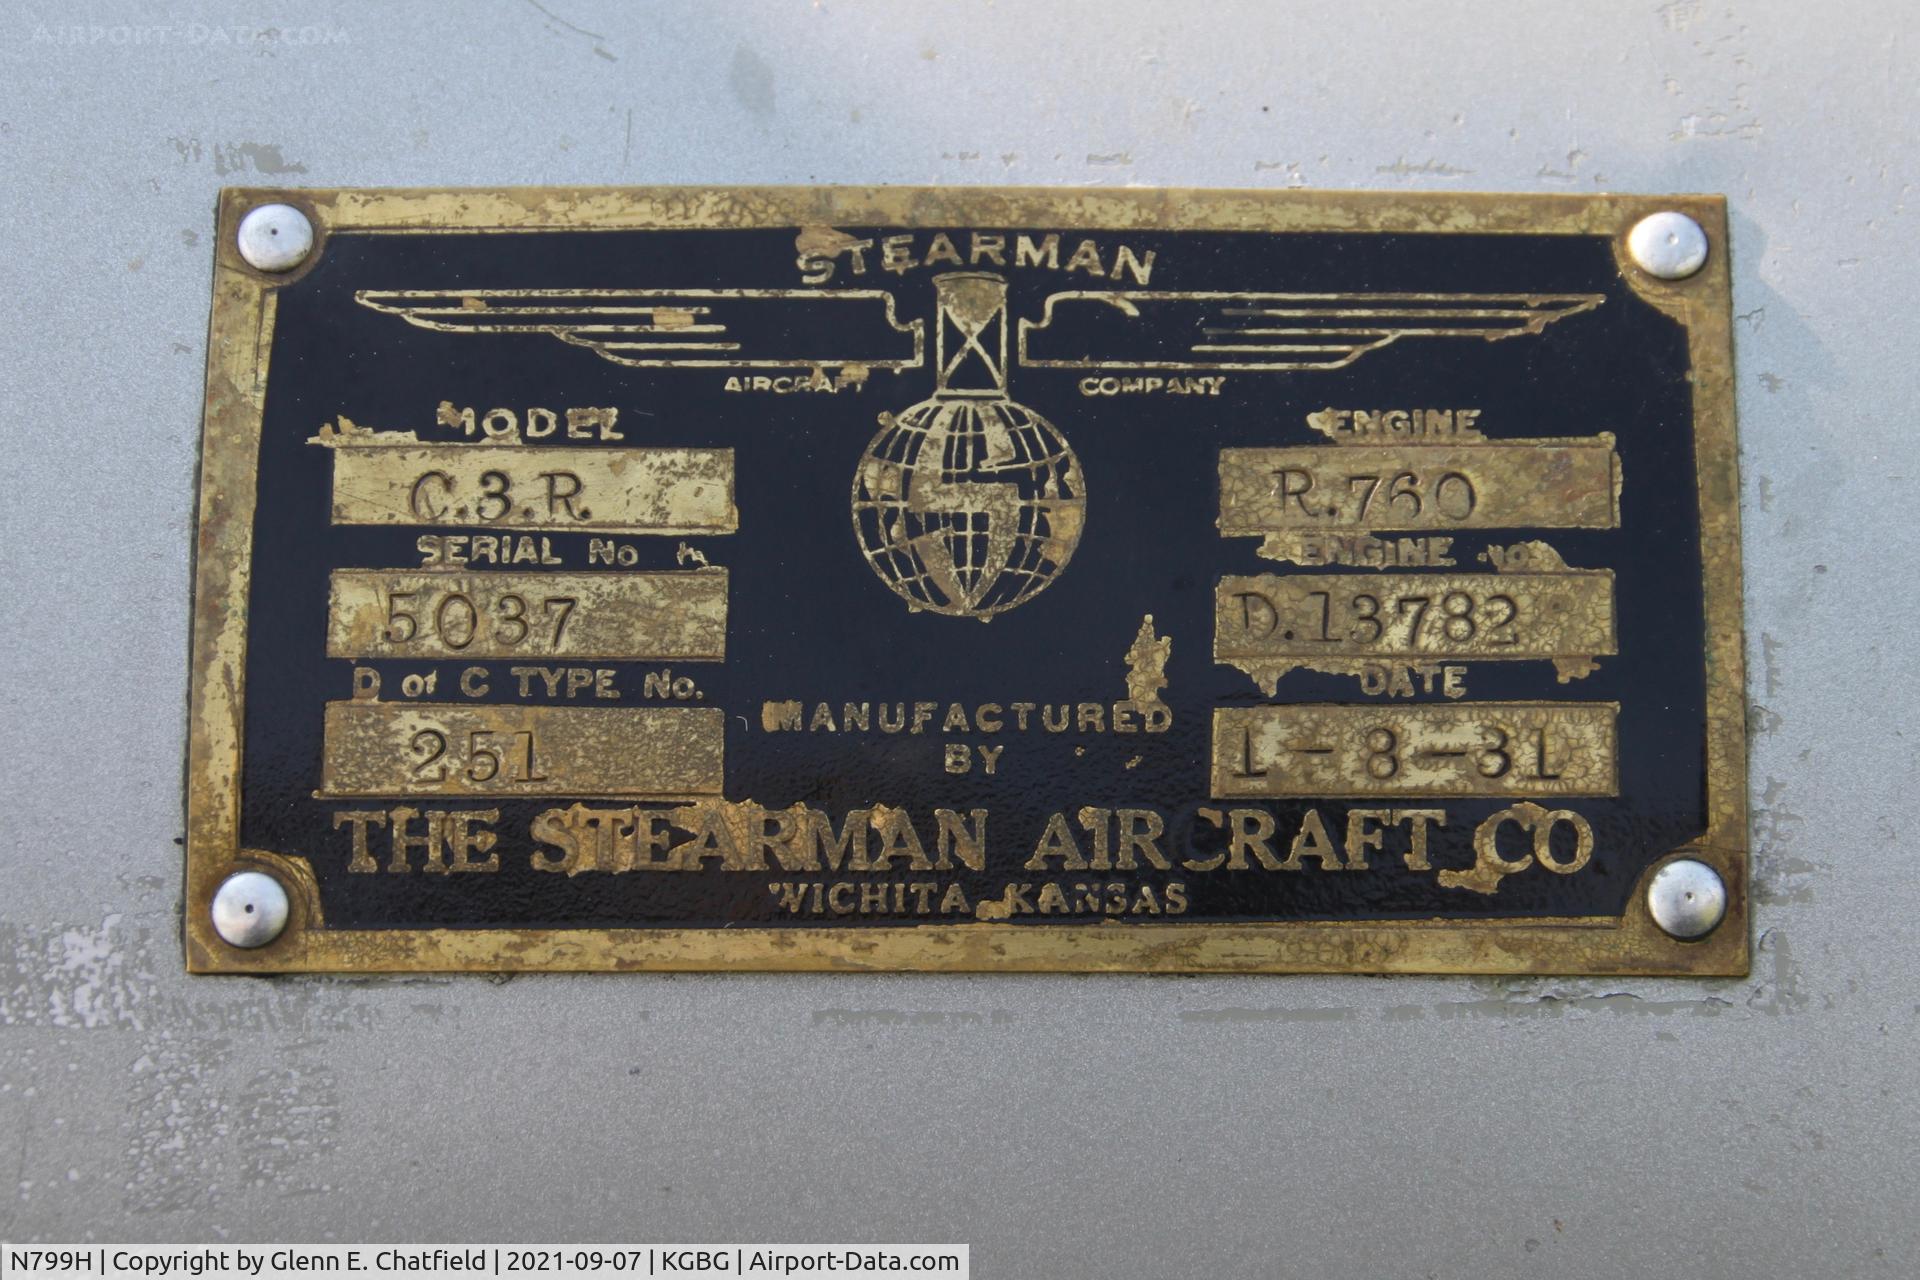 AIRPORT-DATA.COM
STEARMAN
AIRCRAFT COMPANY
MODEL
C.3.R.
SERIAL No
5037
D of C TYPE No.
251
ENGINE
R.760
ENGINE No
D.13782
DATE
1-8-31
MANUFACTURED
BY
THE STEARMAN AIRCRAFT CO
WICHITA KANSAS
N799H | Copyright by Glenn E. Chatfield | 2021-09-07 | KGBG | Airport-Data.com